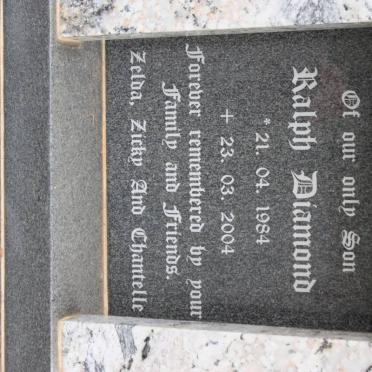 Of our only Son
Ralph Diamond
* 21. 04. 1984
+ 23. 03. 2004
Forever remembered by your
Family and Friends.
Zelda, Zicky And Chantelle